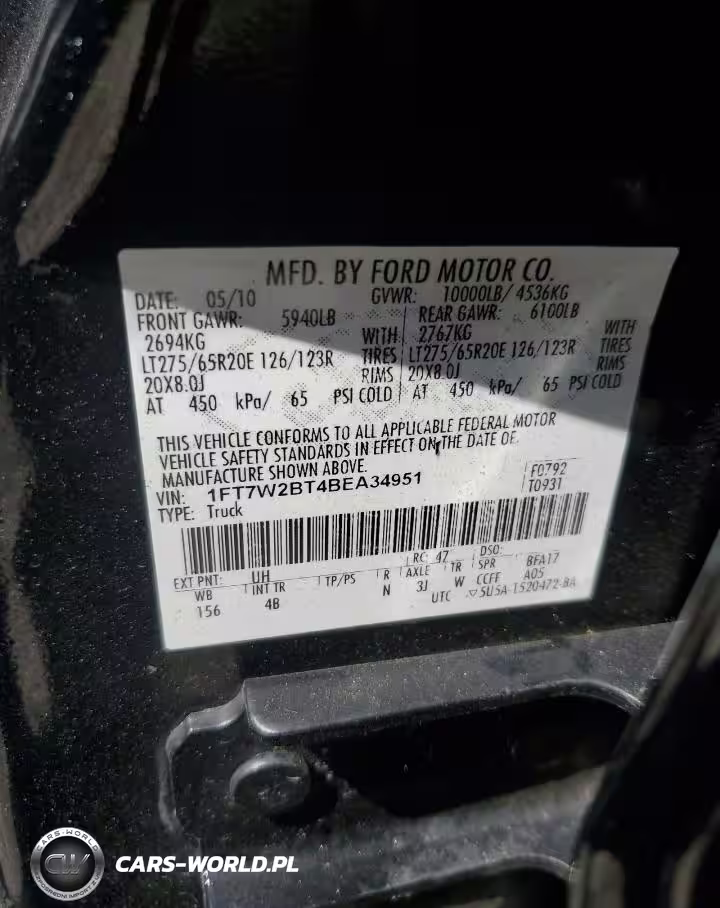 MFD. BY FORD MOTOR CO.
DATE: 05/10 GVWR: 10000LB/ 4536KG
FRONT GAWR: 5940LB REAR GAWR: 6100LB
2694KG WITH 2767KG WITH
LT275/65R20E 126/123R TIRES LT275/65R20E 126/123R TIRES
20X8.0J RIMS 20X8.0J RIMS
AT 450 kPa/ 65 PSI COLD AT 450 kPa/ 65 PSI COLD
THIS VEHICLE CONFORMS TO ALL APPLICABLE FEDERAL MOTOR
VEHICLE SAFETY STANDARDS IN EFFECT ON THE DATE OF
MANUFACTURE SHOWN ABOVE.
VIN: 1FT7W2BT4BEA34951 F0792
TYPE: Truck T0931
EXT PNT: UH RC: 47 DSO:
WB INT TR TP/PS R AXLE TR SPR BFA17
156 4B N 3J W CCFF A05
UTC ▽5U5A-1520472-BA
CARS-WORLD
CW
CARS-WORLD.PL